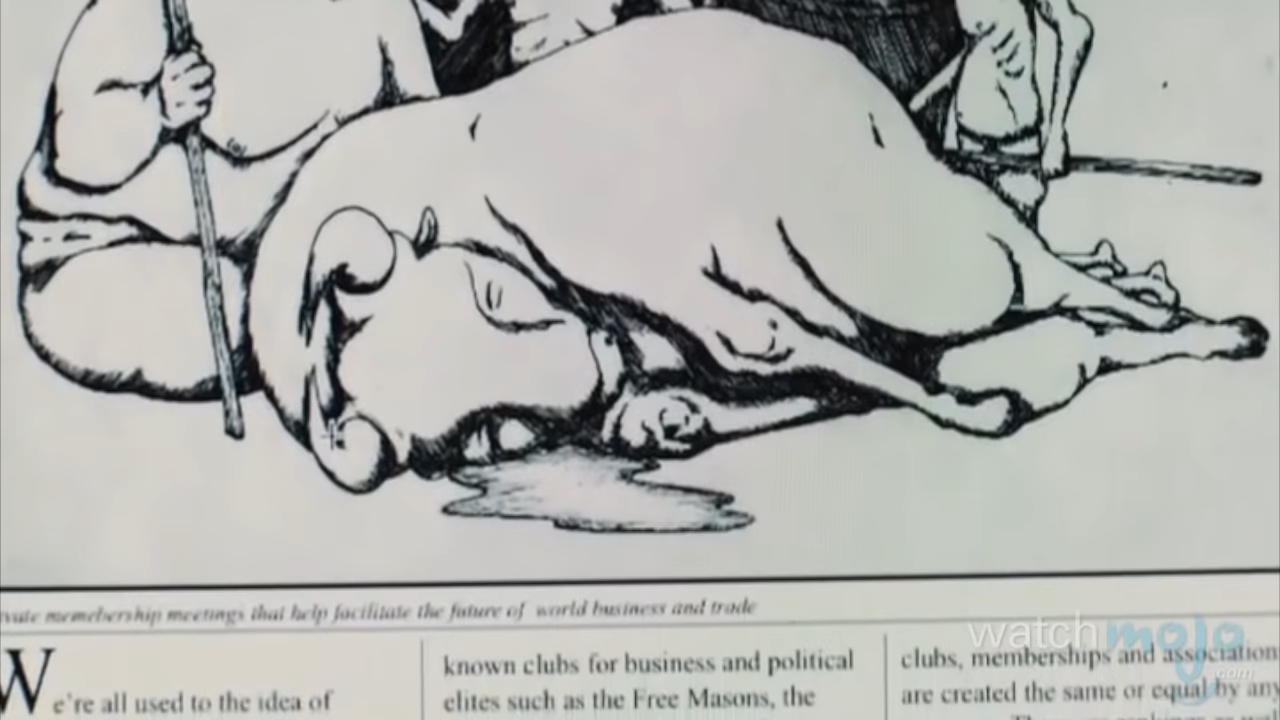 vate memebership meetings that help facilitate the future of world business and trade
We're all used to the idea of
known clubs for business and political
elites such as the Free Masons, the
clubs, memberships and association
are created the same or equal by any
watchmojo
.com